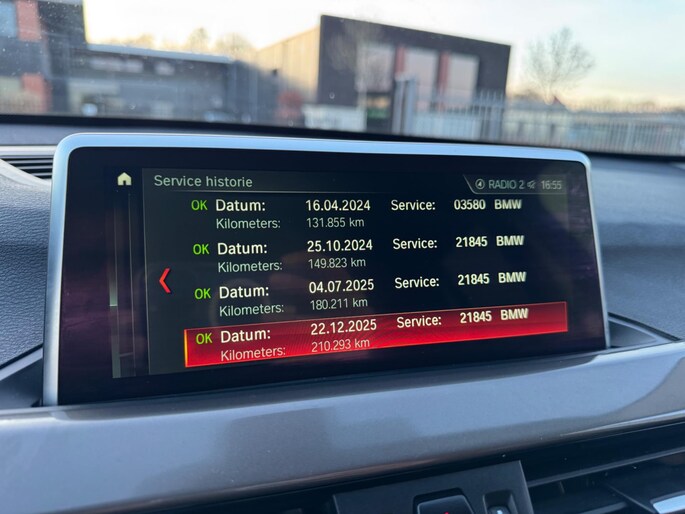 Service historie
RADIO 2 16:55
OK Datum: 16.04.2024 Service: 03580 BMW
Kilometers: 131.855 km
OK Datum: 25.10.2024 Service: 21845 BMW
Kilometers: 149.823 km
OK Datum: 04.07.2025 Service: 21845 BMW
Kilometers: 180.211 km
OK Datum: 22.12.2025 Service: 21845 BMW
Kilometers: 210.293 km